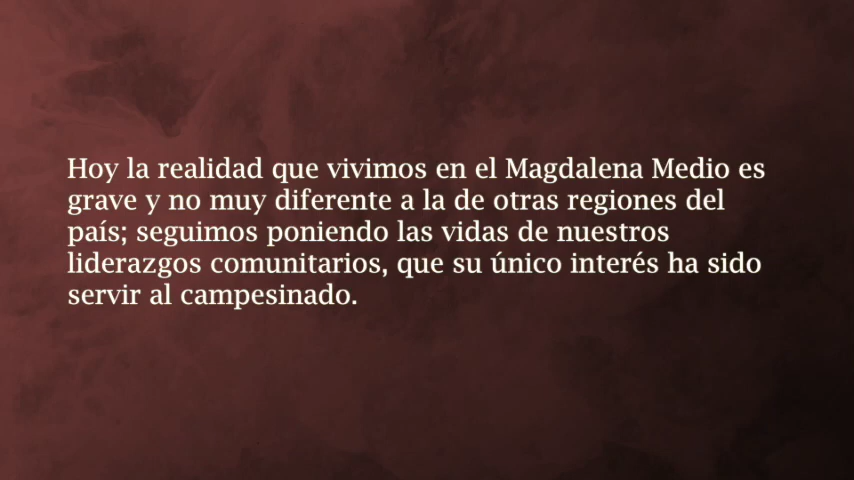 Hoy la realidad que vivimos en el Magdalena Medio es
grave y no muy diferente a la de otras regiones del
país; seguimos poniendo las vidas de nuestros
liderazgos comunitarios, que su único interés ha sido
servir al campesinado.